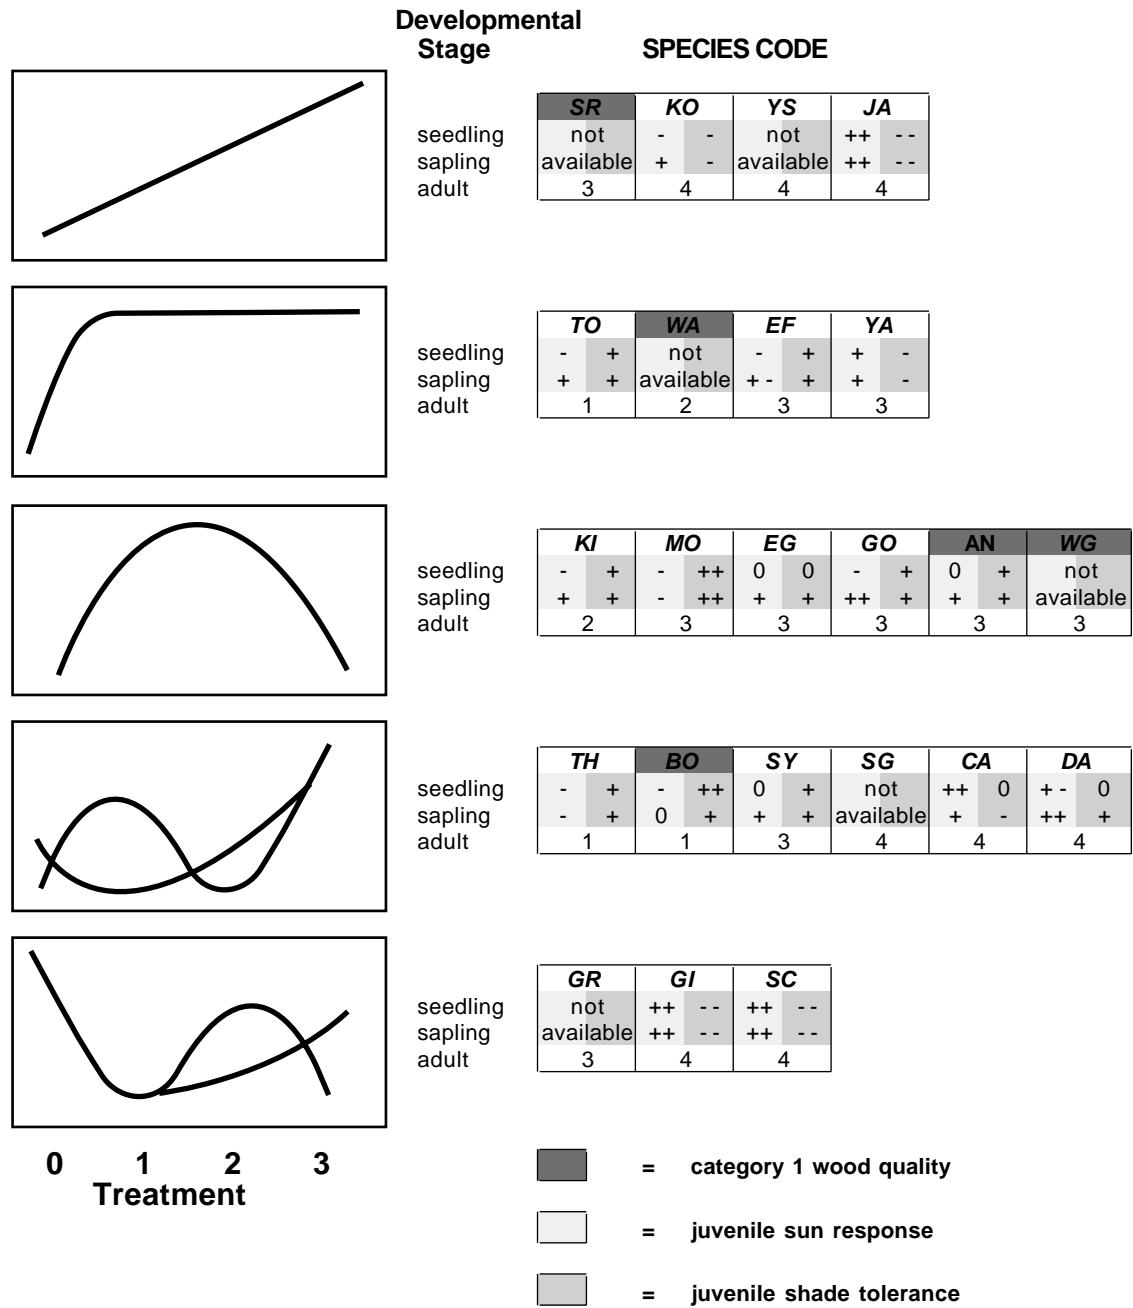 Developmental
Stage SPECIES CODE
SR KO YS JA
seedling not - - not ++ - -
sapling available + - available ++ - -
adult 3 4 4 4
TO WA EF YA
seedling - + not - + + -
sapling + + available + - + + -
adult 1 2 3 3
KI MO EG GO AN WG
seedling - + - ++ 0 0 - + 0 + not
sapling + + - ++ + + ++ + + + available
adult 2 3 3 3 3 3
TH BO SY SG CA DA
seedling - + - ++ 0 + not ++ 0 + - 0
sapling - + 0 + + + available + - ++ +
adult 1 1 3 4 4 4
GR GI SC
seedling not ++ - - ++ - -
sapling available ++ - - ++ - -
adult 3 4 4
0 1 2 3
Treatment
= category 1 wood quality
= juvenile sun response
= juvenile shade tolerance